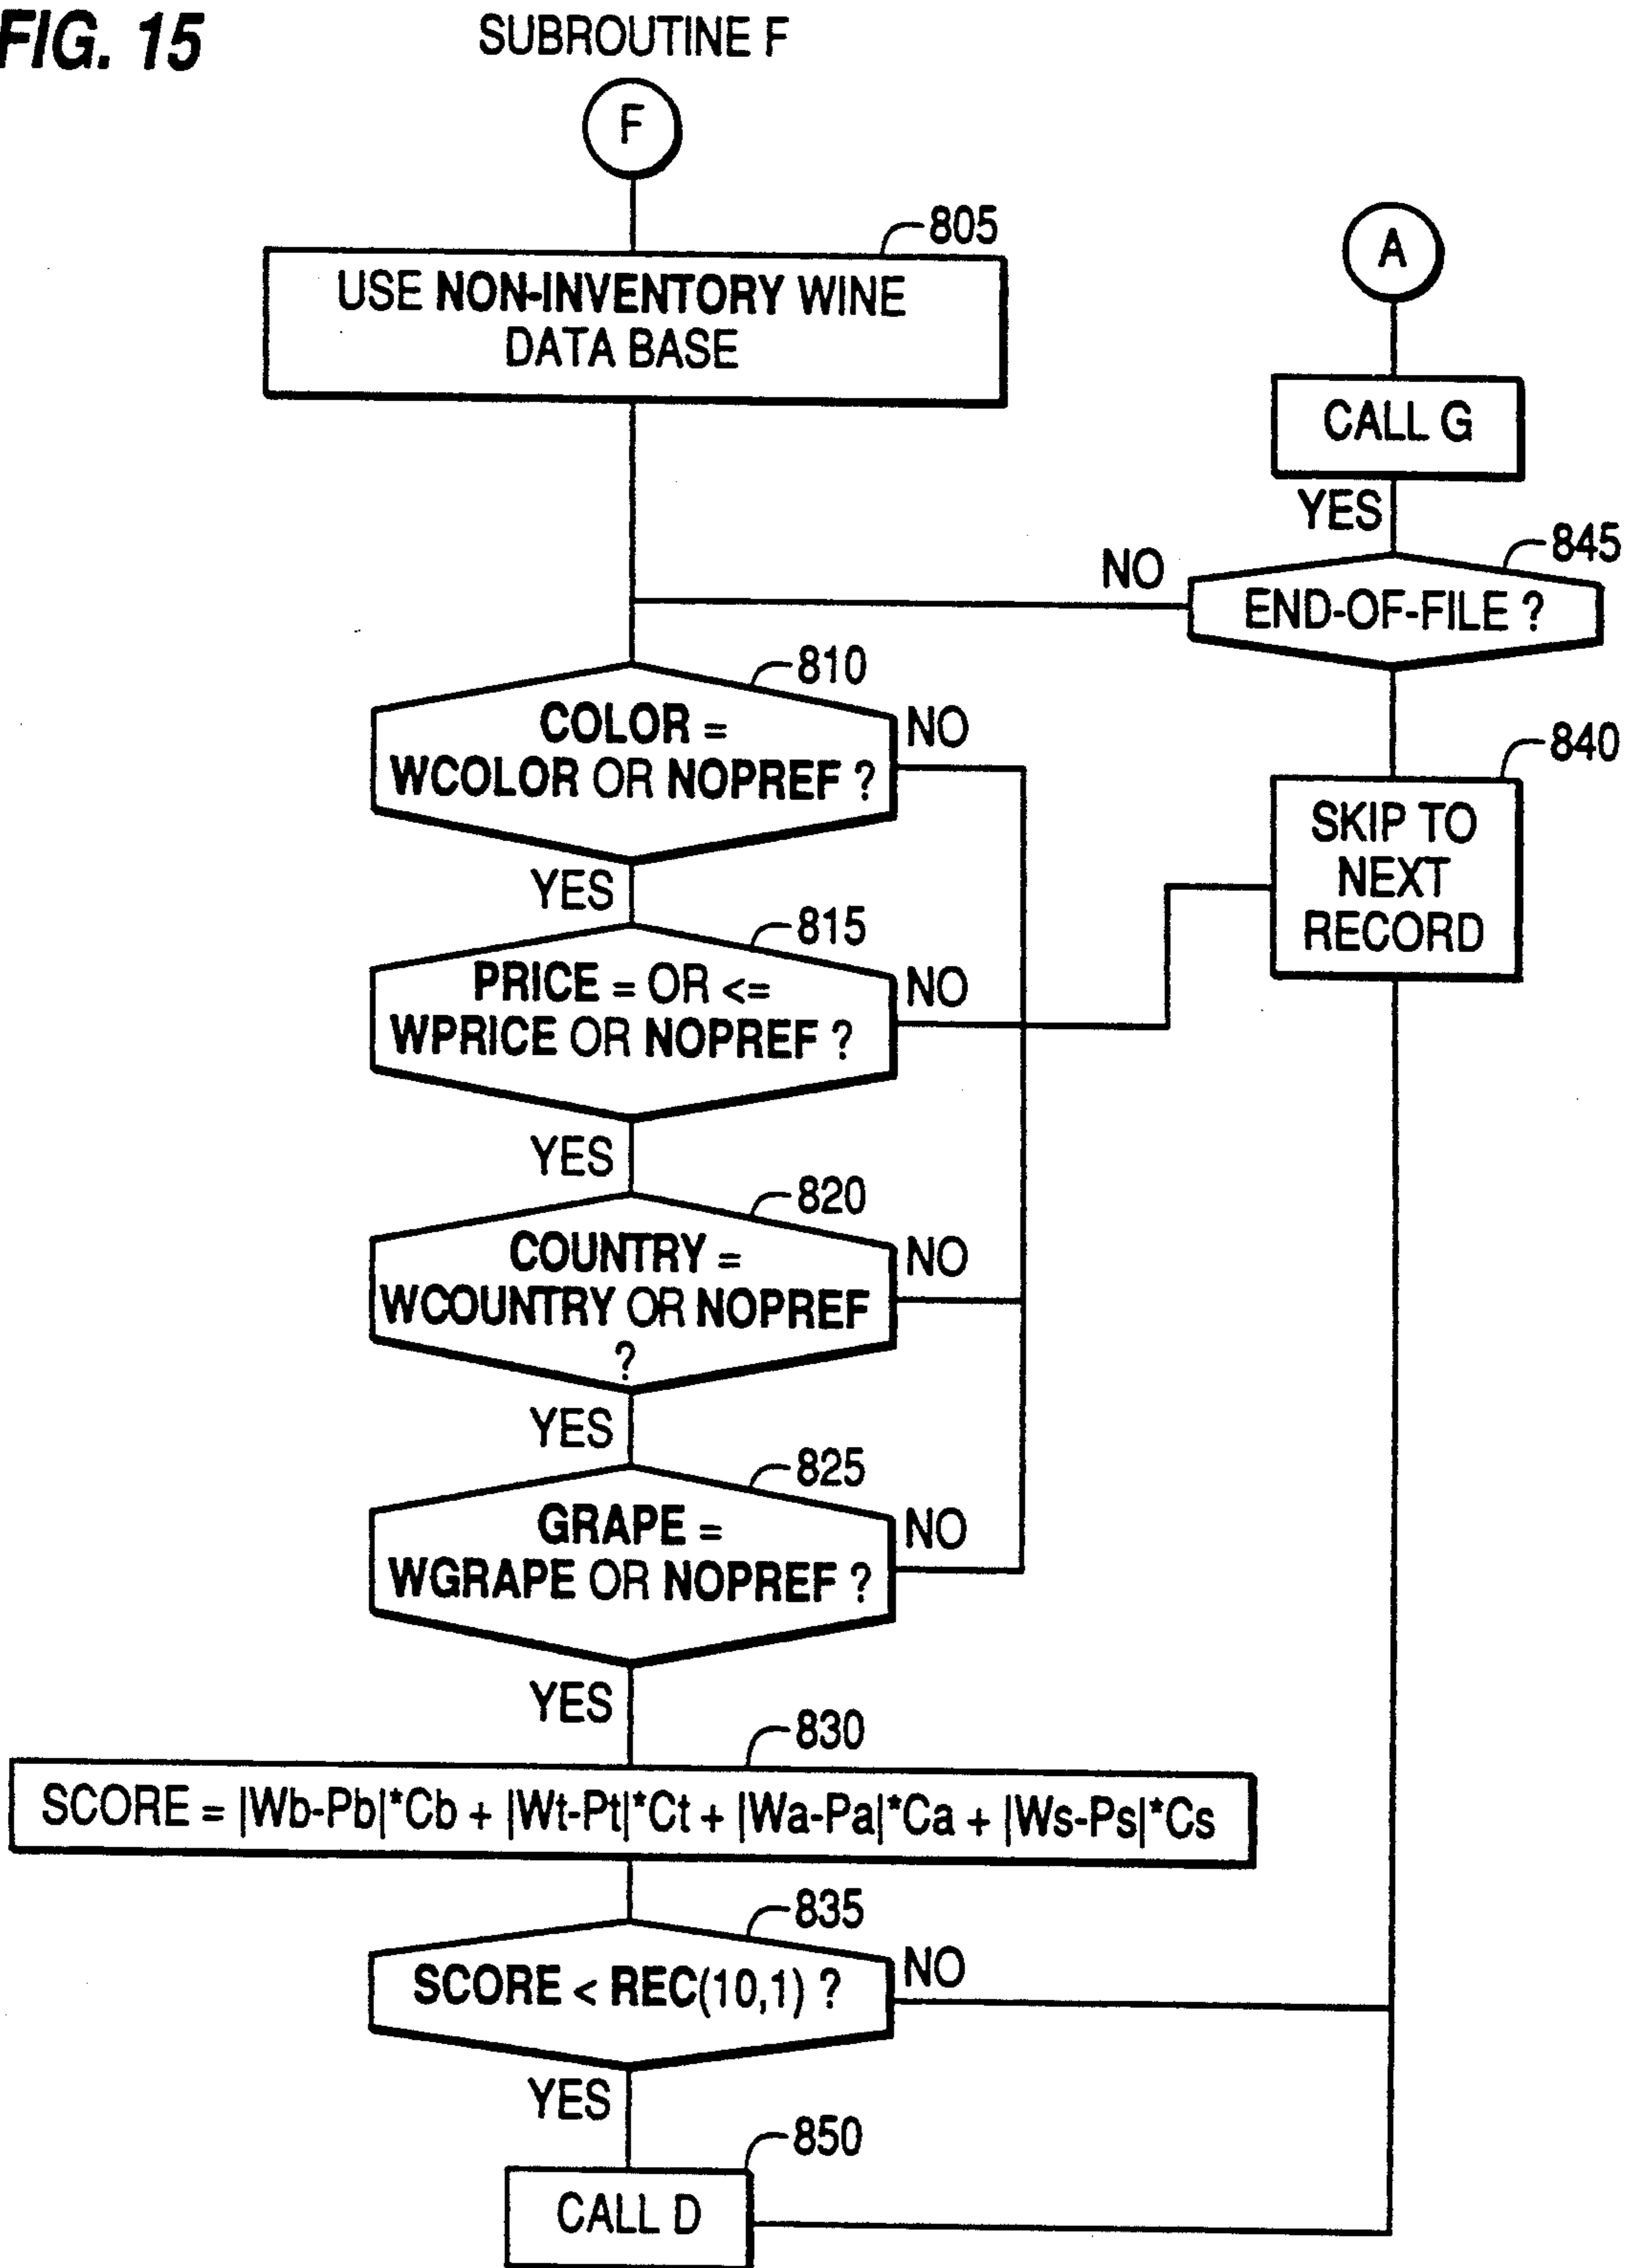 FIG. 15
SUBROUTINE F
F
805
USE NON-INVENTORY WINE
DATA BASE
A
CALL G
YES
845
NO
END-OF-FILE ?
810
COLOR =
WCOLOR OR NOPREF ?
NO
YES
840
SKIP TO
NEXT
RECORD
815
PRICE = OR <=
WPRICE OR NOPREF ?
NO
YES
820
COUNTRY =
WCOUNTRY OR NOPREF
?
NO
YES
825
GRAPE =
WGRAPE OR NOPREF ?
NO
YES
830
SCORE = |Wb-Pb|*Cb + |Wt-Pt|*Ct + |Wa-Pa|*Ca + |Ws-Ps|*Cs
835
SCORE < REC(10,1) ?
NO
YES
850
CALL D